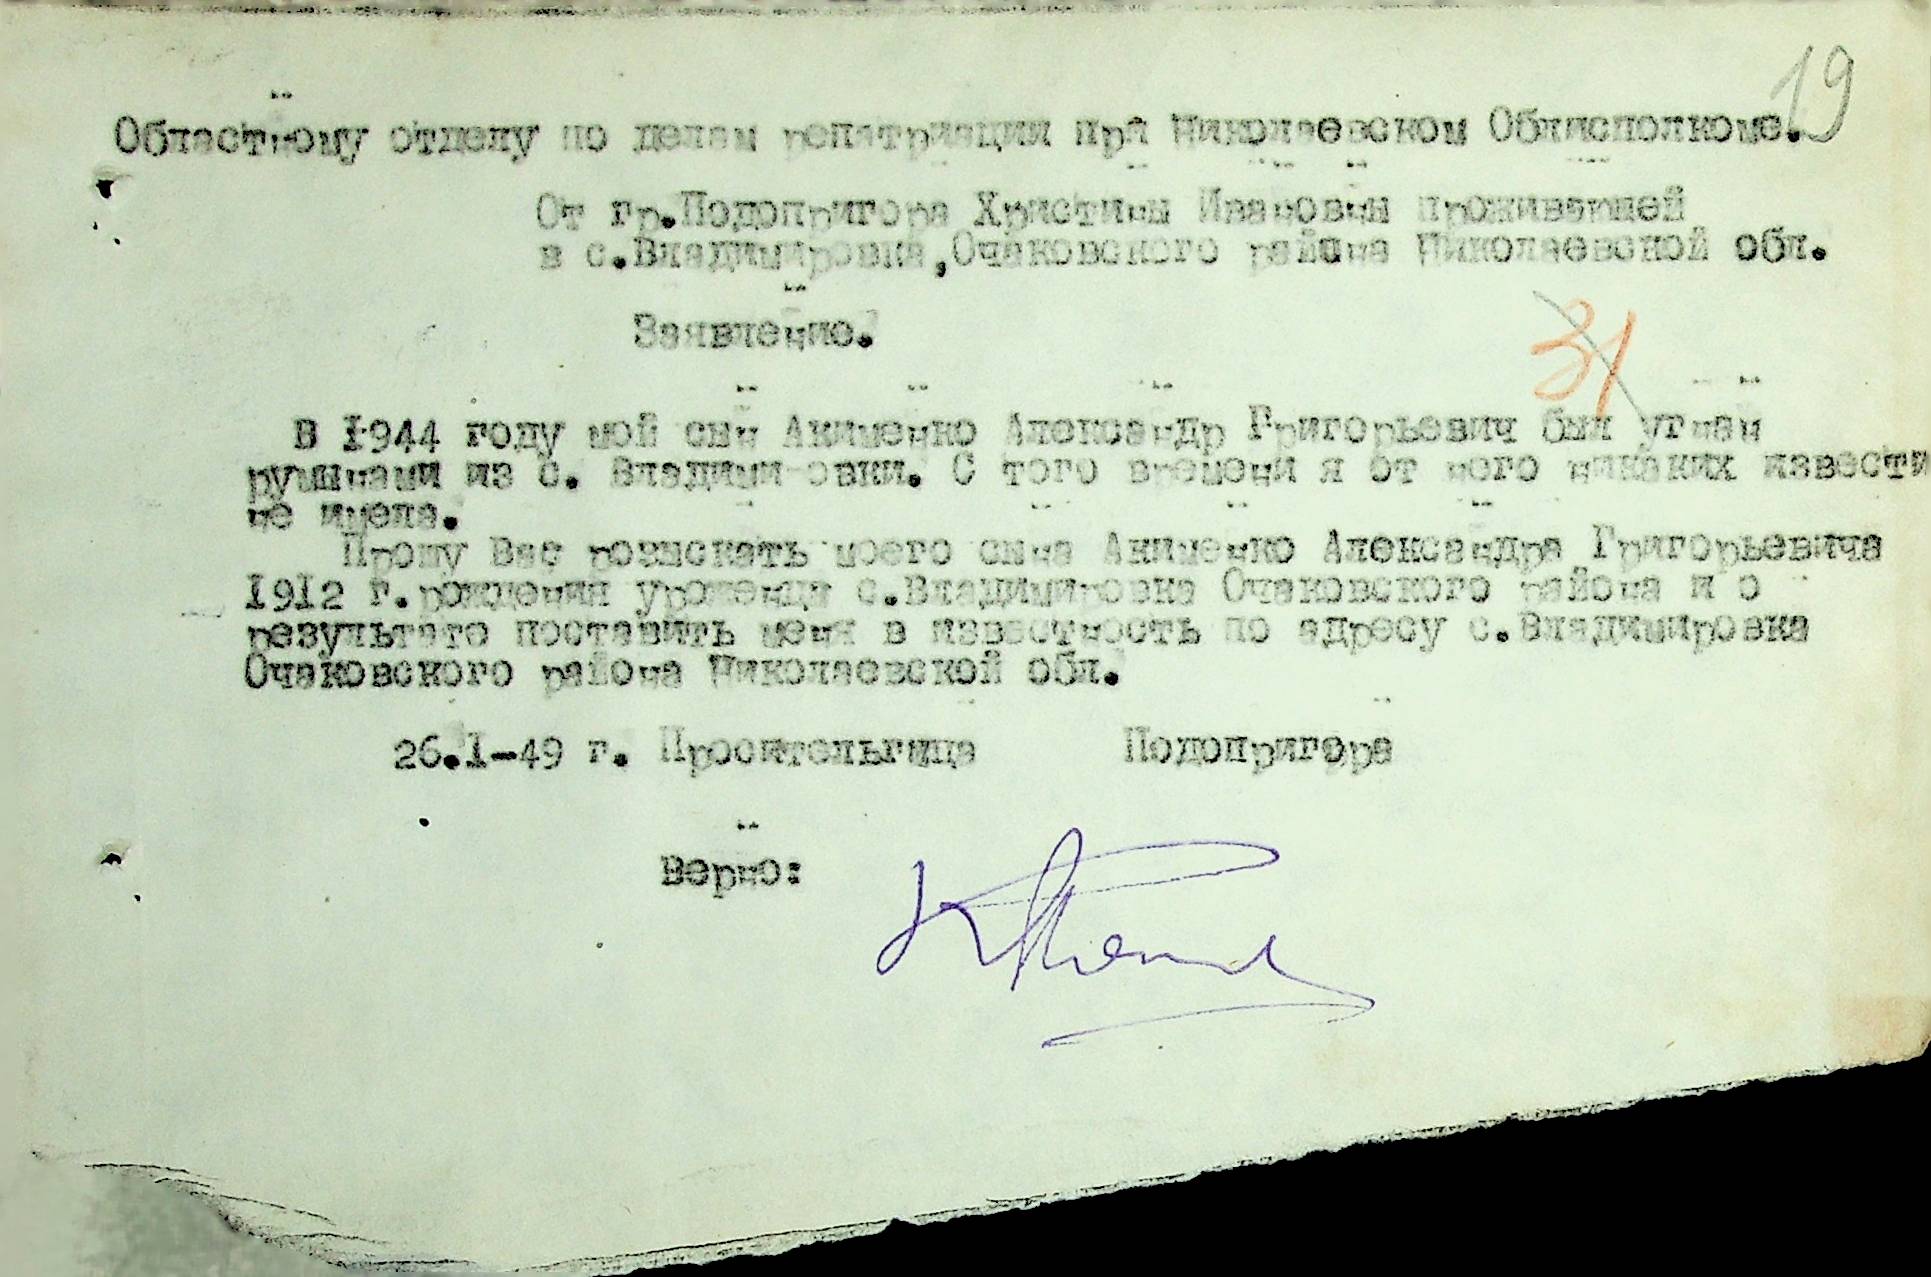 19
Областному отделу по делам репатриации при Николаевском Облисполкоме.
От гр.Подопригора Христины Ивановны проживающей
в с.Владимировка,Очаковского района Николаевской обл.
Заявление.
31
В 1944 году мой сын Акименко Александр Григорьевич был угнан
румынами из с. Владимировки. С того времени я от него никаких извести
не имела.
Прошу Вас розыскать моего сына Акименко Александра Григорьевича
1912 г.рождения уроженца с.Владимировка Очаковского района и о
результате поставить меня в известность по адресу с.Владимировка
Очаковского района Николаевской обл.
26.I-49 г. Просительница Подопригора
Верно: